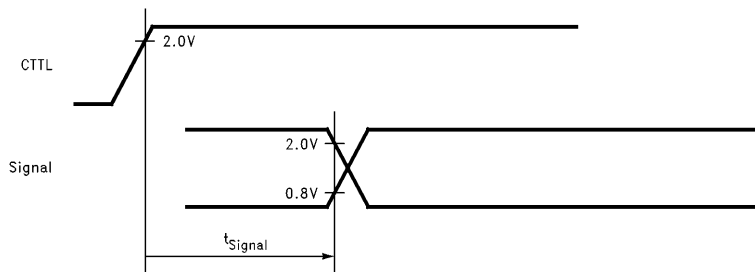 2.0V
CTTL
2.0V
Signal
0.8V
tSignal